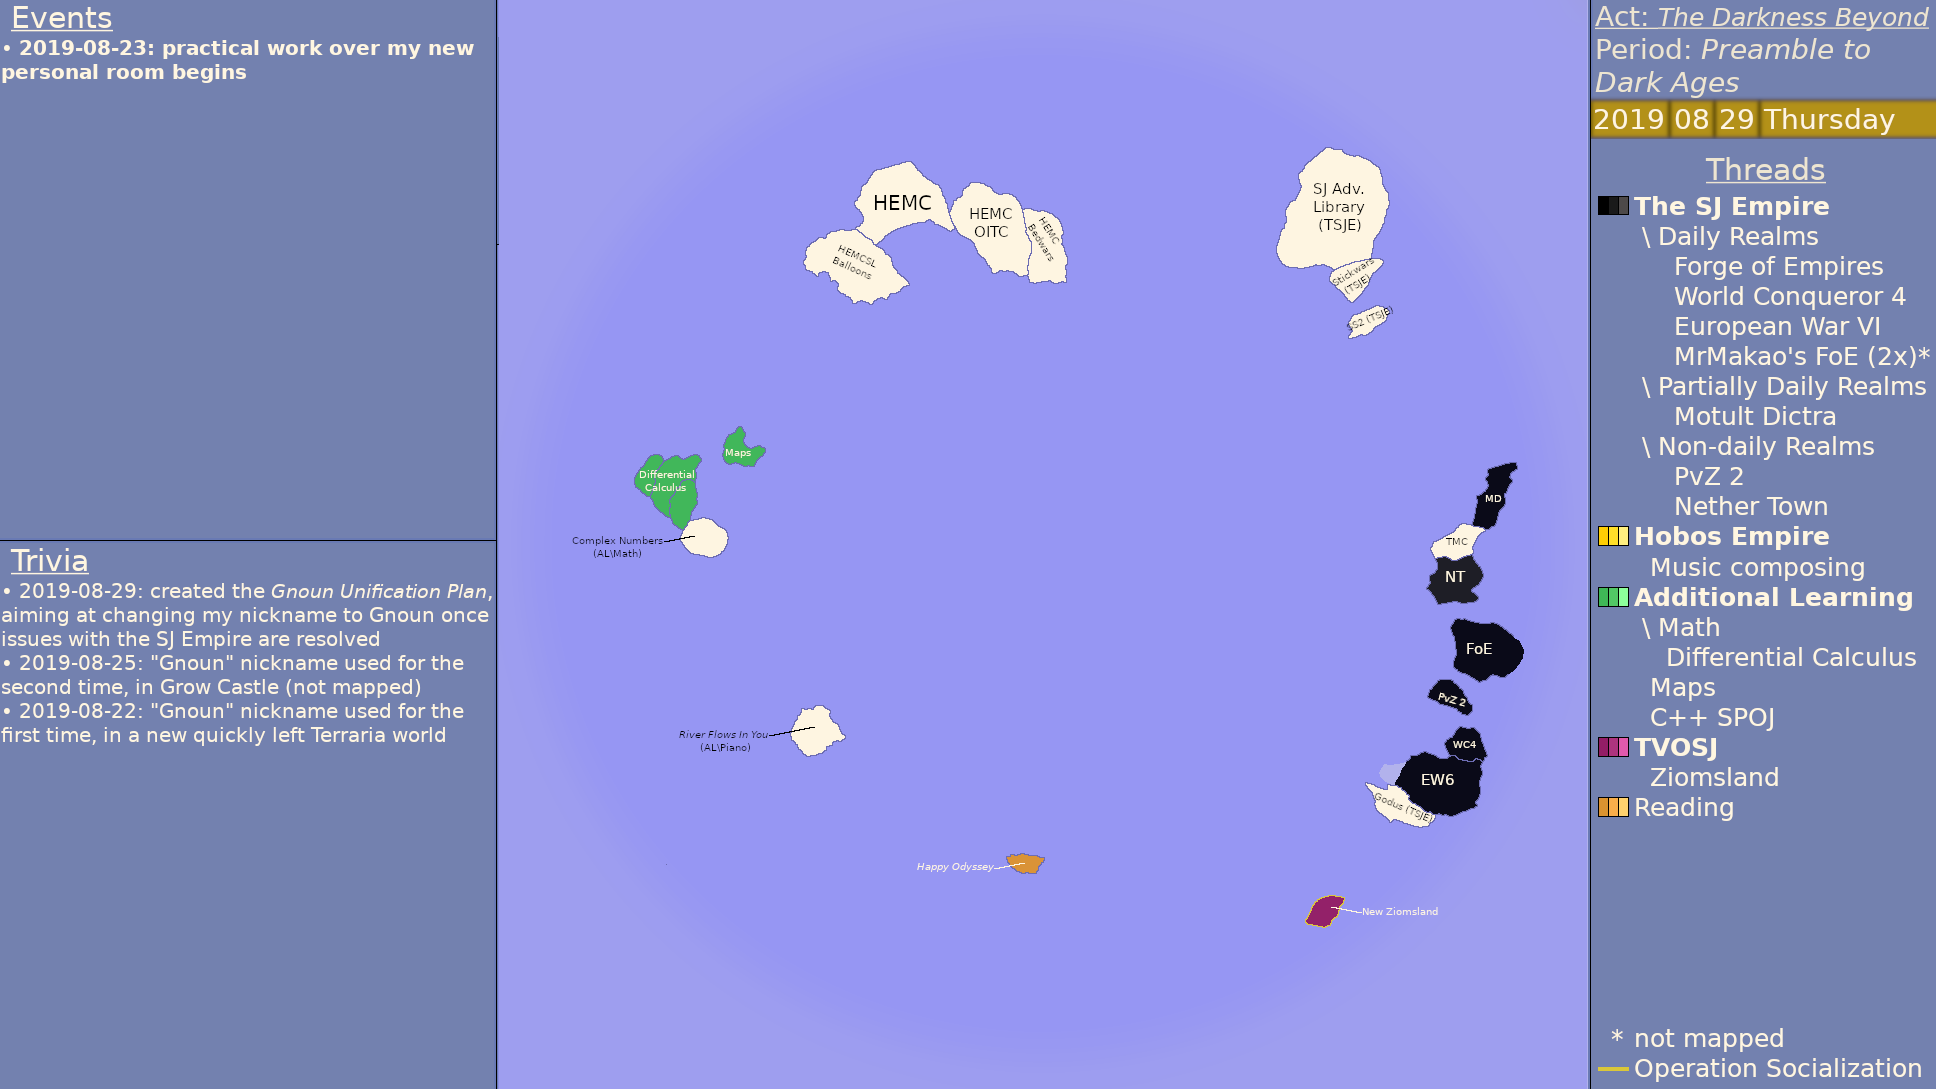 Events
• 2019-08-23: practical work over my new
personal room begins
Trivia
• 2019-08-29: created the Gnoun Unification Plan,
aiming at changing my nickname to Gnoun once
issues with the SJ Empire are resolved
• 2019-08-25: "Gnoun" nickname used for the
second time, in Grow Castle (not mapped)
• 2019-08-22: "Gnoun" nickname used for the
first time, in a new quickly left Terraria world
HEMC
HEMC
OITC
HEMC
Bedwars
HEMCSL
Balloons
SJ Adv.
Library
(TSJE)
Stickwars
(TSJE)
SS2 (TSJE)
Maps
Differential
Calculus
Complex Numbers
(AL\Math)
MD
TMC
NT
FoE
PvZ 2
WC4
EW6
Godus (TSJE)
River Flows In You
(AL\Piano)
Happy Odyssey
New Ziomsland
Act: The Darkness Beyond
Period: Preamble to
Dark Ages
2019 08 29 Thursday
Threads
The SJ Empire
\ Daily Realms
Forge of Empires
World Conqueror 4
European War VI
MrMakao's FoE (2x)*
\ Partially Daily Realms
Motult Dictra
\ Non-daily Realms
PvZ 2
Nether Town
Hobos Empire
Music composing
Additional Learning
\ Math
Differential Calculus
Maps
C++ SPOJ
TVOSJ
Ziomsland
Reading
* not mapped
Operation Socialization